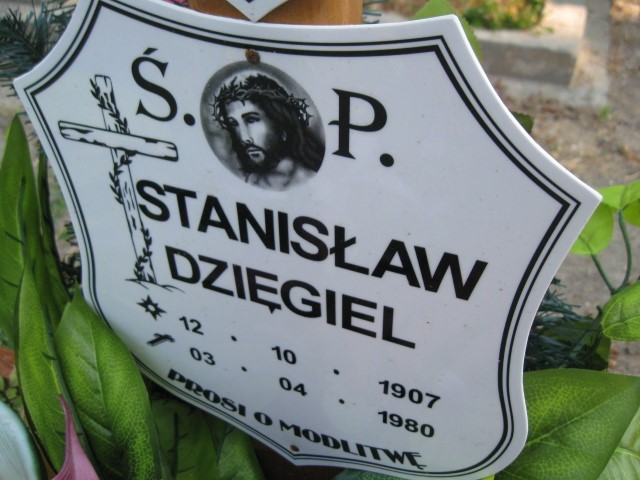 Ś. P.
STANISŁAW
DZIĘGIEL
12 . 10 . 1907
03 . 04 . 1980
PROSI O MODLITWĘ